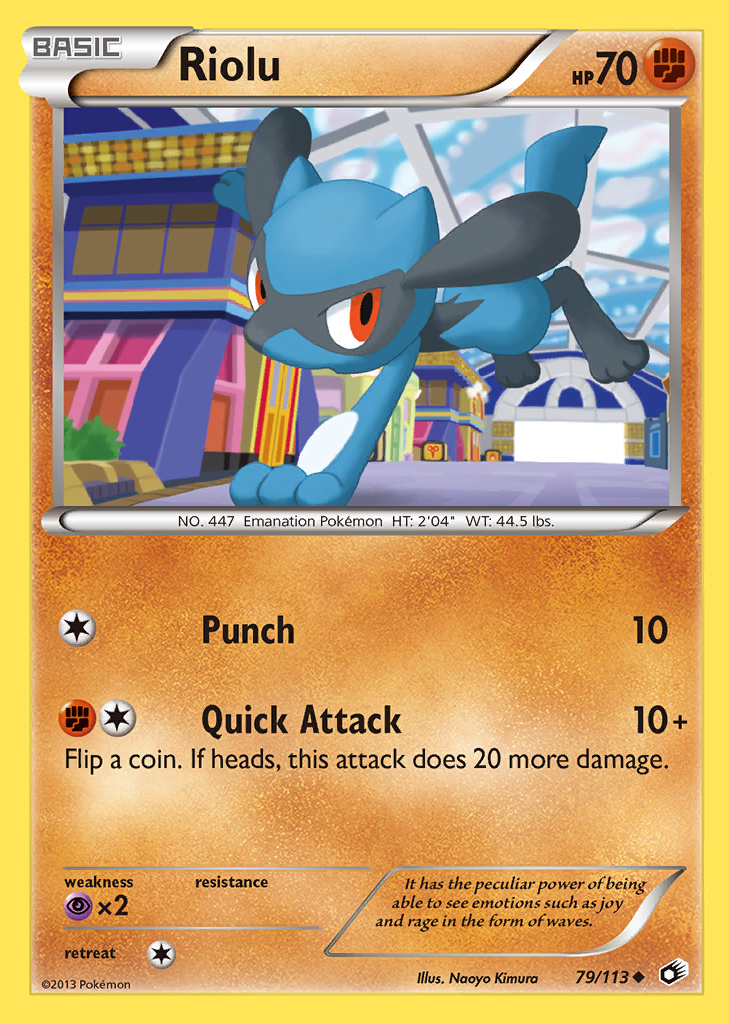 BASIC
Riolu
HP 70
NO. 447 Emanation Pokémon HT: 2'04" WT: 44.5 lbs.
Punch 10
Quick Attack 10+
Flip a coin. If heads, this attack does 20 more damage.
weakness resistance
×2
It has the peculiar power of being
able to see emotions such as joy
and rage in the form of waves.
retreat
©2013 Pokémon
Illus. Naoyo Kimura 79/113